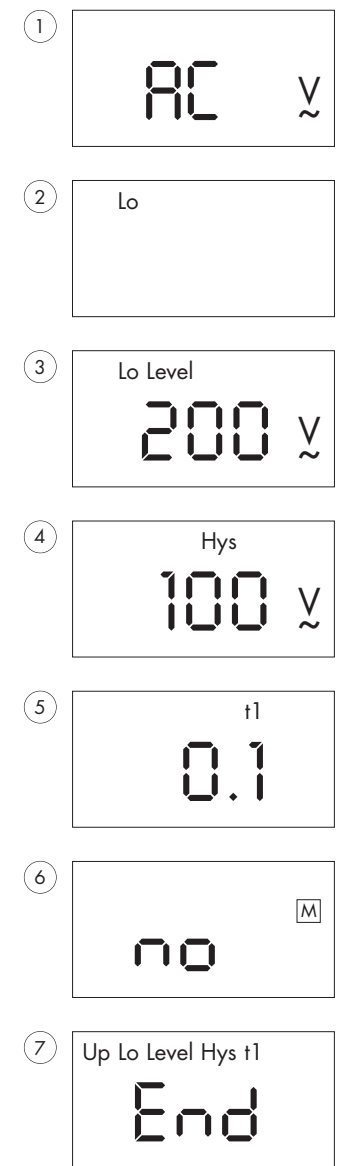 1
AC V~
2
Lo
3
Lo Level
200 V~
4
Hys
100 V~
5
t1
0.1
6
M
no
7
Up Lo Level Hys t1
End